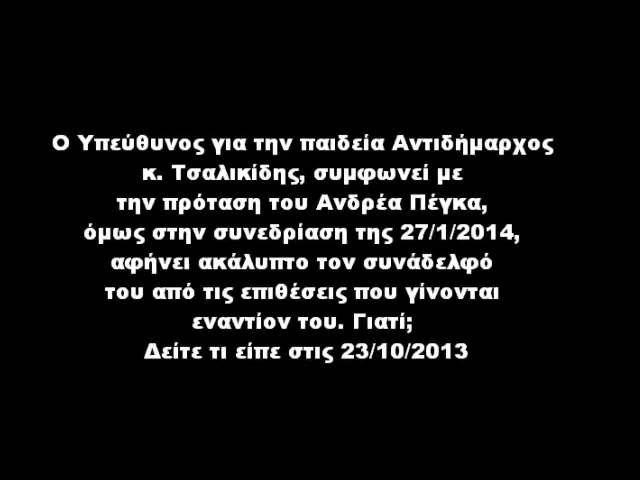 Ο Υπεύθυνος για την παιδεία Αντιδήμαρχος
κ. Τσαλικίδης, συμφωνεί με
την πρόταση του Ανδρέα Πέγκα,
όμως στην συνεδρίαση της 27/1/2014,
αφήνει ακάλυπτο τον συνάδελφό
του από τις επιθέσεις που γίνονται
εναντίον του. Γιατί;
Δείτε τι είπε στις 23/10/2013